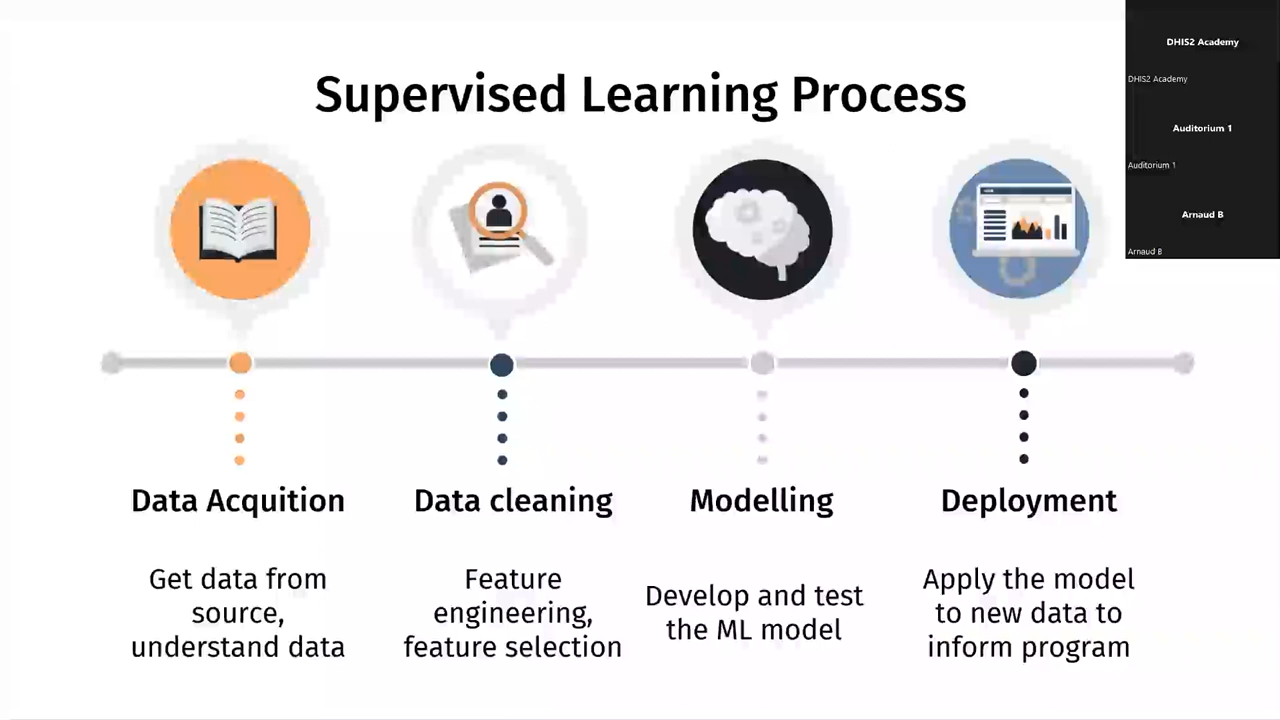 Supervised Learning Process
DHIS2 Academy
DHIS2 Academy
Auditorium 1
Auditorium 1
Arnaud B
Arnaud B
Data Acquition
Get data from
source,
understand data
Data cleaning
Feature
engineering,
feature selection
Modelling
Develop and test
the ML model
Deployment
Apply the model
to new data to
inform program